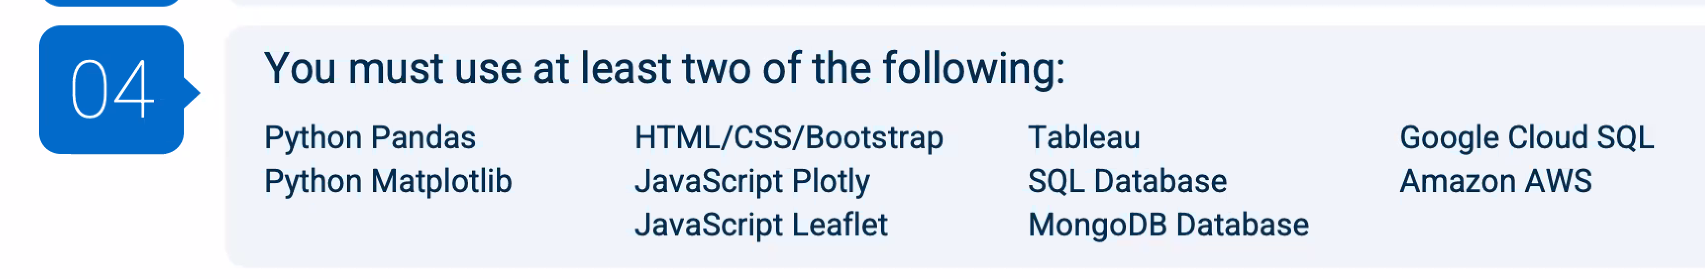 04
You must use at least two of the following:
Python Pandas
Python Matplotlib
HTML/CSS/Bootstrap
JavaScript Plotly
JavaScript Leaflet
Tableau
SQL Database
MongoDB Database
Google Cloud SQL
Amazon AWS